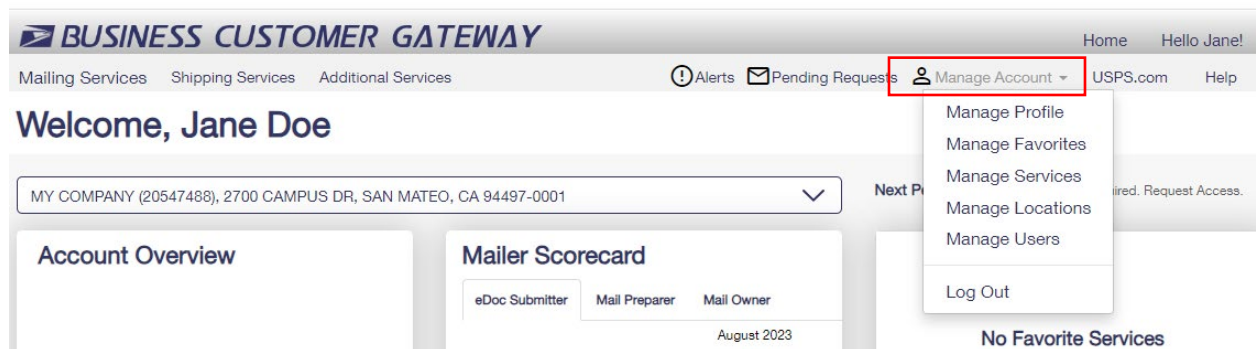 BUSINESS CUSTOMER GATEWAY
Home Hello Jane!
Mailing Services Shipping Services Additional Services Alerts Pending Requests Manage Account USPS.com Help
Welcome, Jane Doe
Manage Profile
Manage Favorites
Manage Services
Manage Locations
Manage Users
Log Out
MY COMPANY (20547488), 2700 CAMPUS DR, SAN MATEO, CA 94497-0001
Next Request Access.
Account Overview
Mailer Scorecard
eDoc Submitter Mail Preparer Mail Owner
August 2023
No Favorite Services